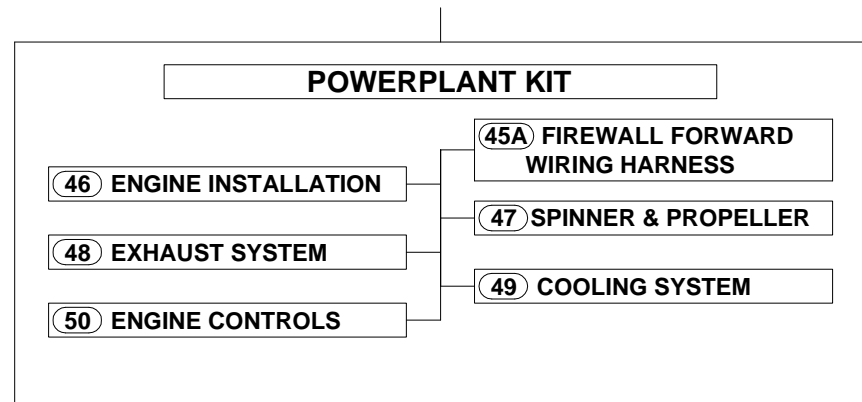 POWERPLANT KIT
45A FIREWALL FORWARD
WIRING HARNESS
46 ENGINE INSTALLATION
47 SPINNER & PROPELLER
48 EXHAUST SYSTEM
49 COOLING SYSTEM
50 ENGINE CONTROLS